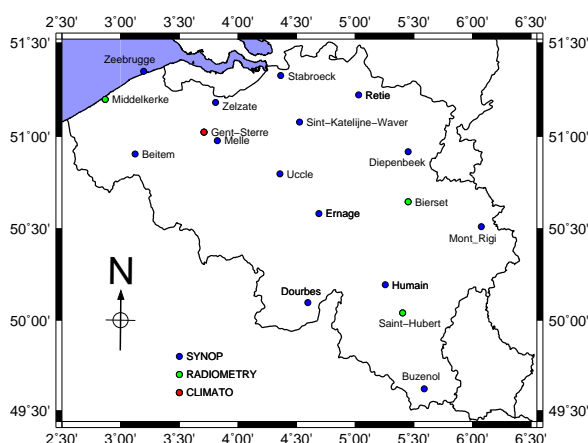 2˚30' 3˚00' 3˚30' 4˚00' 4˚30' 5˚00' 5˚30' 6˚00' 6˚30'
51˚30' 51˚30'
Zeebrugge
Stabroeck
Middelkerke
Zelzate
Retie
Gent-Sterre
Sint-Katelijne-Waver
51˚00' 51˚00'
Melle
Beitem
Diepenbeek
Uccle
Bierset
50˚30' 50˚30'
Ernage
Mont_Rigi
N
Dourbes
Humain
50˚00' 50˚00'
Saint-Hubert
SYNOP
RADIOMETRY
CLIMATO
Buzenol
49˚30' 49˚30'
2˚30' 3˚00' 3˚30' 4˚00' 4˚30' 5˚00' 5˚30' 6˚00' 6˚30'